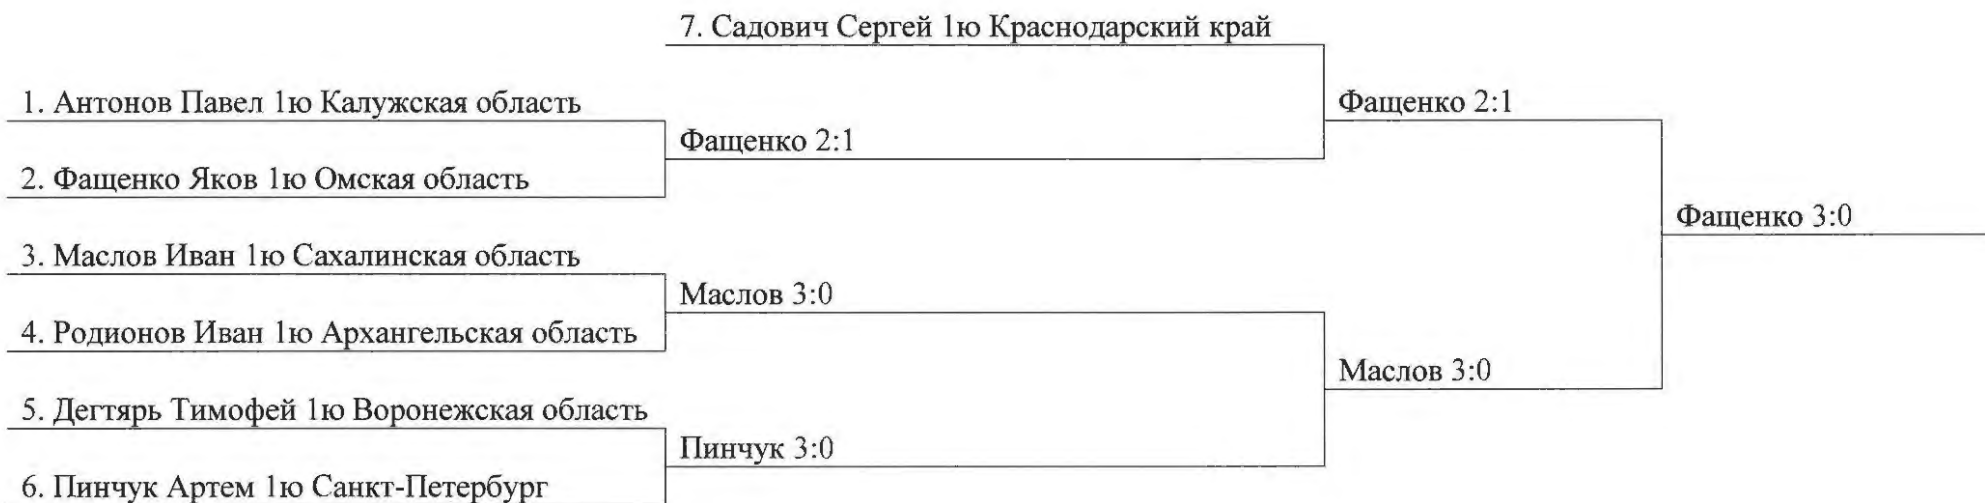 7. Садович Сергей 1ю Краснодарский край
1. Антонов Павел 1ю Калужская область
Фащенко 2:1
Фащенко 2:1
2. Фащенко Яков 1ю Омская область
Фащенко 3:0
3. Маслов Иван 1ю Сахалинская область
Маслов 3:0
4. Родионов Иван 1ю Архангельская область
Маслов 3:0
5. Дегтярь Тимофей 1ю Воронежская область
Пинчук 3:0
6. Пинчук Артем 1ю Санкт-Петербург